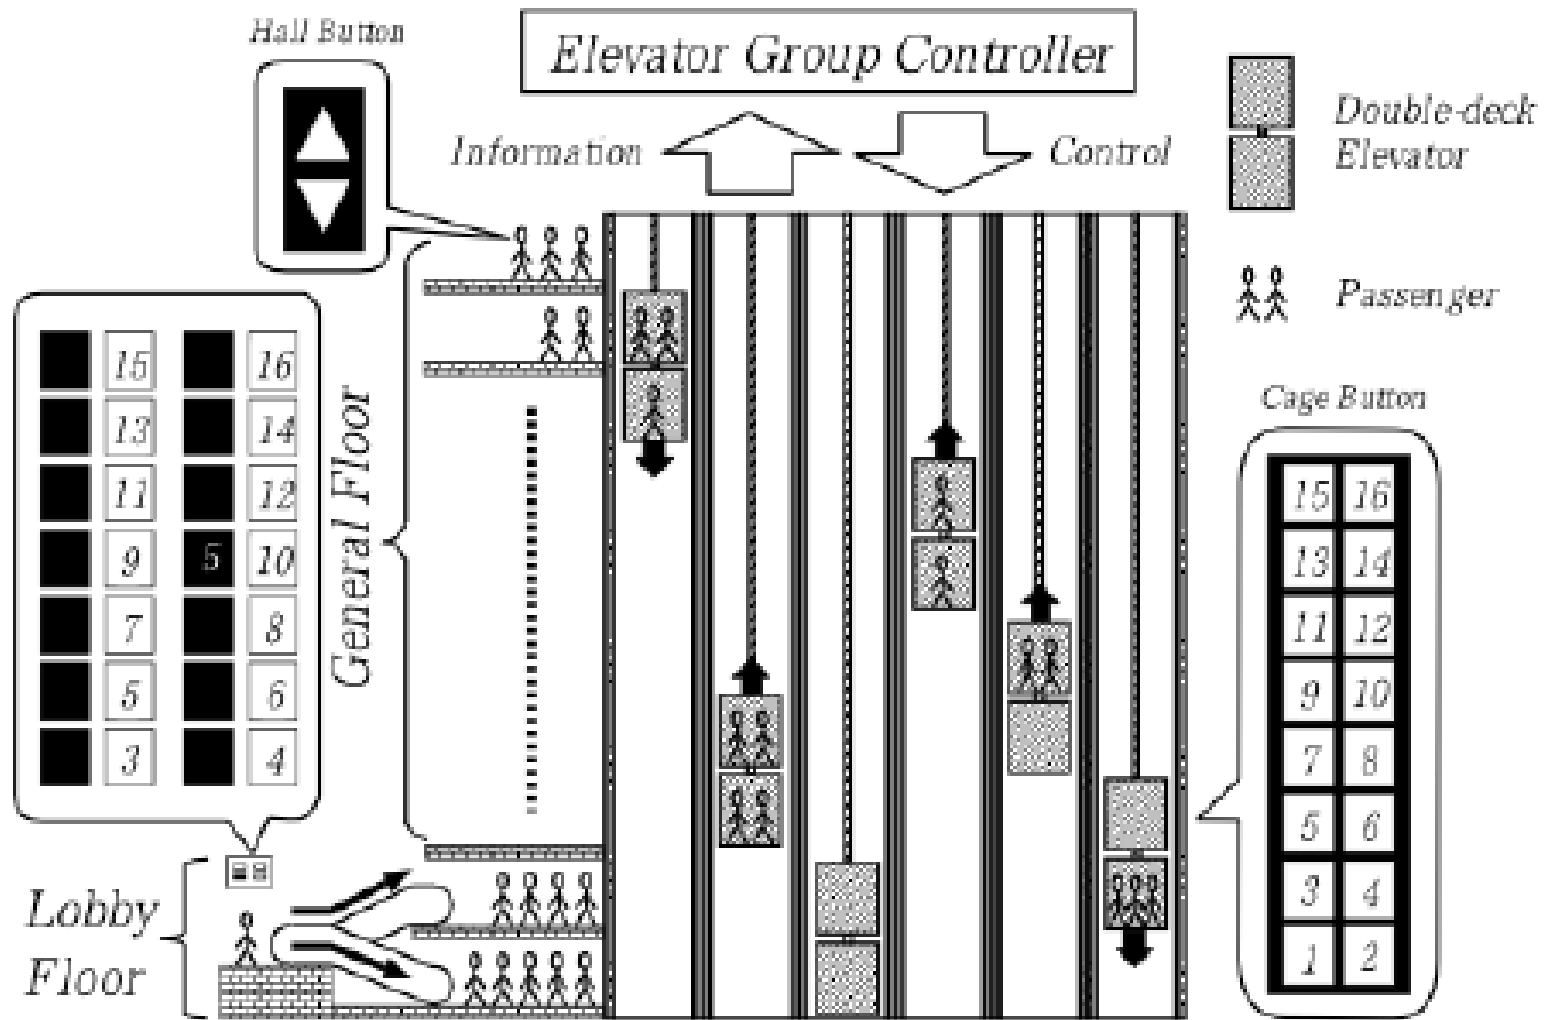 Hall Button
Elevator Group Controller
Information
Control
Double-deck
Elevator
Passenger
15 16
13 14
11 12
9 5 10
7 8
5 6
3 4
General Floor
Cage Button
15 16
13 14
11 12
9 10
7 8
5 6
3 4
1 2
Lobby
Floor